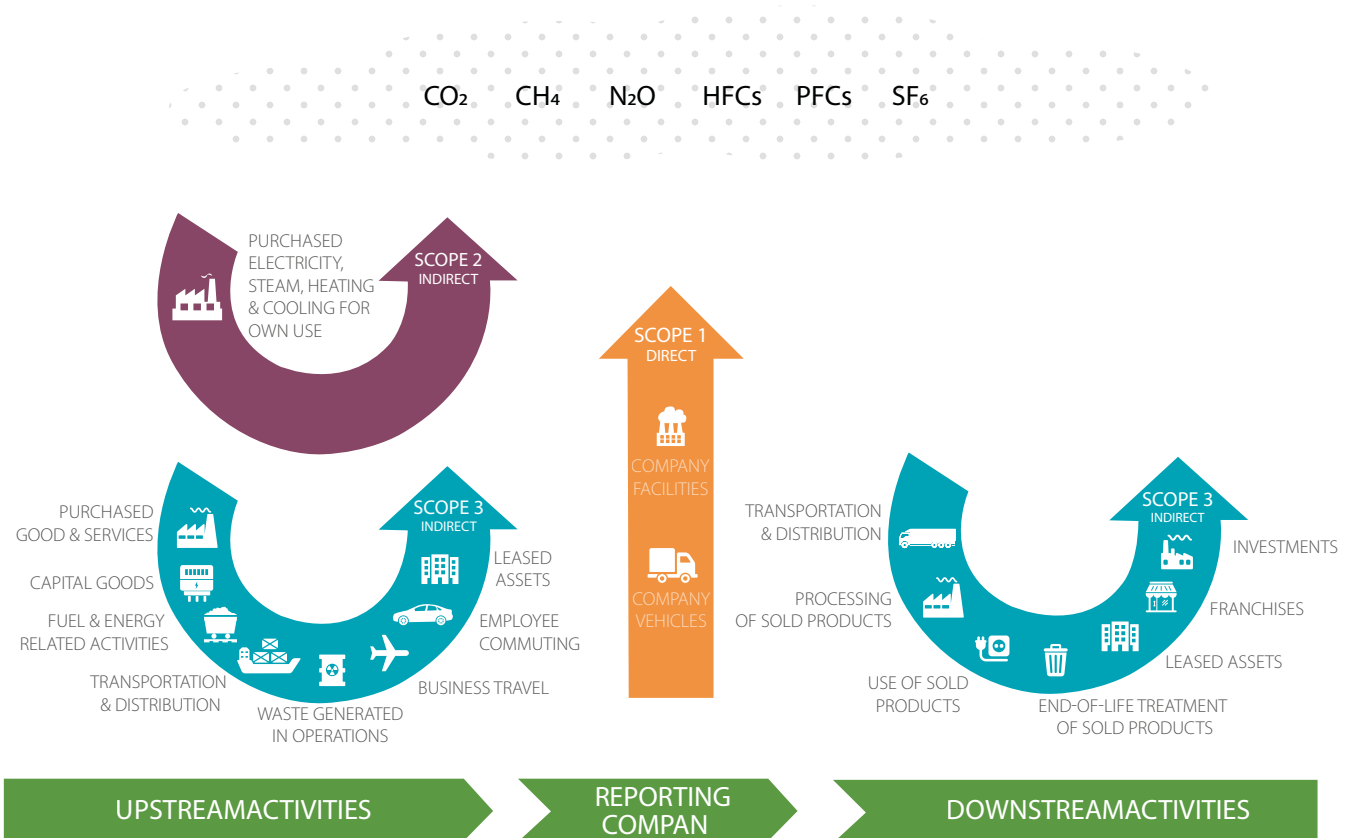 CO₂ CH₄ N₂O HFCs PFCs SF₆
PURCHASED
ELECTRICITY,
STEAM, HEATING
& COOLING FOR
OWN USE
SCOPE 2
INDIRECT
SCOPE 1
DIRECT
COMPANY
FACILITIES
COMPANY
VEHICLES
PURCHASED
GOOD & SERVICES
CAPITAL GOODS
FUEL & ENERGY
RELATED ACTIVITIES
TRANSPORTATION
& DISTRIBUTION
WASTE GENERATED
IN OPERATIONS
BUSINESS TRAVEL
EMPLOYEE
COMMUTING
LEASED
ASSETS
SCOPE 3
INDIRECT
TRANSPORTATION
& DISTRIBUTION
PROCESSING
OF SOLD PRODUCTS
USE OF SOLD
PRODUCTS
END-OF-LIFE TREATMENT
OF SOLD PRODUCTS
LEASED ASSETS
FRANCHISES
INVESTMENTS
SCOPE 3
INDIRECT
UPSTREAMACTIVITIES
REPORTING
COMPAN
DOWNSTREAMACTIVITIES